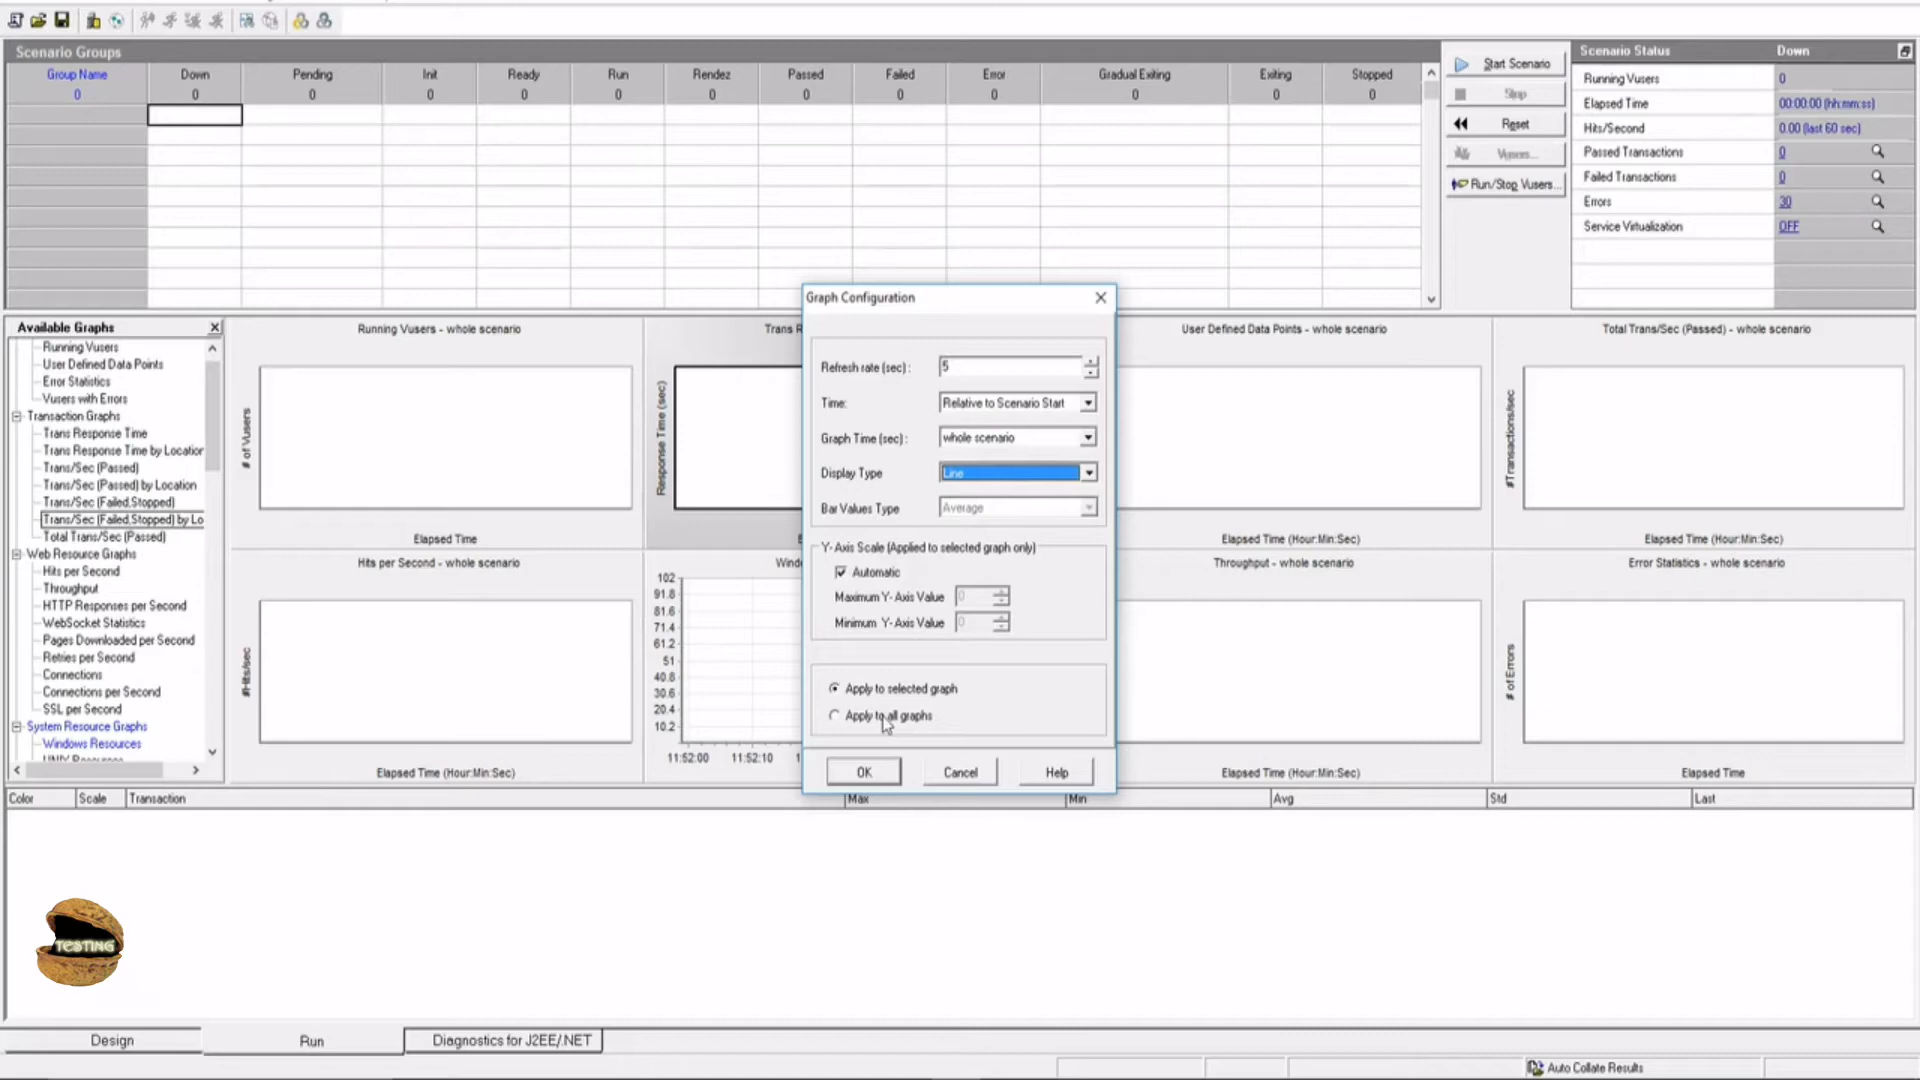 Scenario Groups
Group Name Down Pending Init Ready Run Rendez Passed Failed Error Gradual Exiting Exiting Stopped
0 0 0 0 0 0 0 0 0 0 0 0 0
Start Scenario
Stop
Reset
Vusers...
Run/Stop Vusers...
Scenario Status Down
Running Vusers 0
Elapsed Time 00:00:00 (hh:mm:ss)
Hits/Second 0.00 (last 60 sec)
Passed Transactions 0
Failed Transactions 0
Errors 30
Service Virtualization OFF
Available Graphs
Running Vusers
User Defined Data Points
Error Statistics
Vusers with Errors
Transaction Graphs
Trans Response Time
Trans Response Time by Location
Trans/Sec (Passed)
Trans/Sec (Passed) by Location
Trans/Sec (Failed,Stopped)
Trans/Sec (Failed,Stopped) by Lo
Total Trans/Sec (Passed)
Web Resource Graphs
Hits per Second
Throughput
HTTP Responses per Second
WebSocket Statistics
Pages Downloaded per Second
Retries per Second
Connections
Connections per Second
SSL per Second
System Resource Graphs
Windows Resources
Running Vusers - whole scenario
# of Vusers
Elapsed Time
Trans R
Response Time (sec)
E
User Defined Data Points - whole scenario
Elapsed Time (Hour:Min:Sec)
Total Trans/Sec (Passed) - whole scenario
#Transactions/sec
Elapsed Time (Hour:Min:Sec)
Hits per Second - whole scenario
#Hits/sec
Elapsed Time (Hour:Min:Sec)
Wind
102
91.8
81.6
71.4
61.2
51
40.8
30.6
20.4
10.2
11:52:00 11:52:10 1
Throughput - whole scenario
Elapsed Time (Hour:Min:Sec)
Error Statistics - whole scenario
# of Errors
Elapsed Time
Graph Configuration
Refresh rate (sec) : 5
Time: Relative to Scenario Start
Graph Time (sec) : whole scenario
Display Type Line
Bar Values Type Average
Y- Axis Scale (Applied to selected graph only)
Automatic
Maximum Y- Axis Value 0
Minimum Y- Axis Value 0
Apply to selected graph
Apply to all graphs
OK Cancel Help
Color Scale Transaction Max Min Avg Std Last
TESTING
Design Run Diagnostics for J2EE/.NET
Auto Collate Results